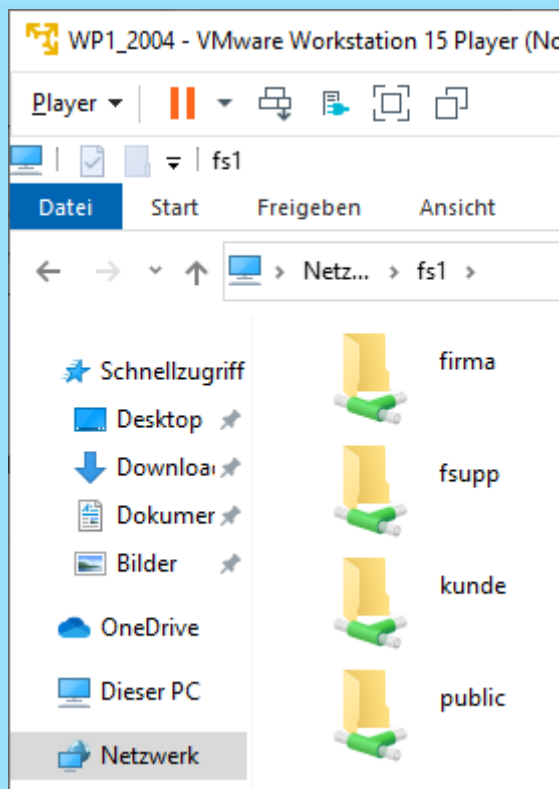 WP1_2004 - VMware Workstation 15 Player (No
Player
fs1
Datei Start Freigeben Ansicht
Netz... fs1
Schnellzugriff
Desktop
Downloa
Dokumer
Bilder
OneDrive
Dieser PC
Netzwerk
firma
fsupp
kunde
public